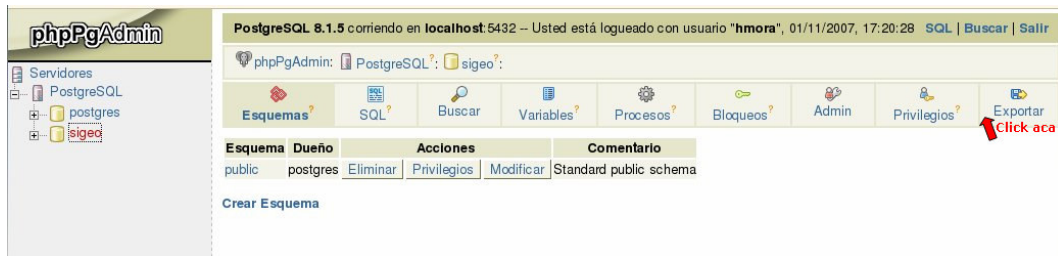 phpPgAdmin
Servidores
PostgreSQL
postgres
sigeo
PostgreSQL 8.1.5 corriendo en localhost:5432 -- Usted está logueado con usuario "hmora", 01/11/2007, 17:20:28 SQL | Buscar | Salir
phpPgAdmin: PostgreSQL?: sigeo?:
Esquemas? SQL? Buscar Variables? Procesos? Bloqueos? Admin Privilegios? Exportar
Click aca
Esquema Dueño Acciones Comentario
public postgres Eliminar Privilegios Modificar Standard public schema
Crear Esquema